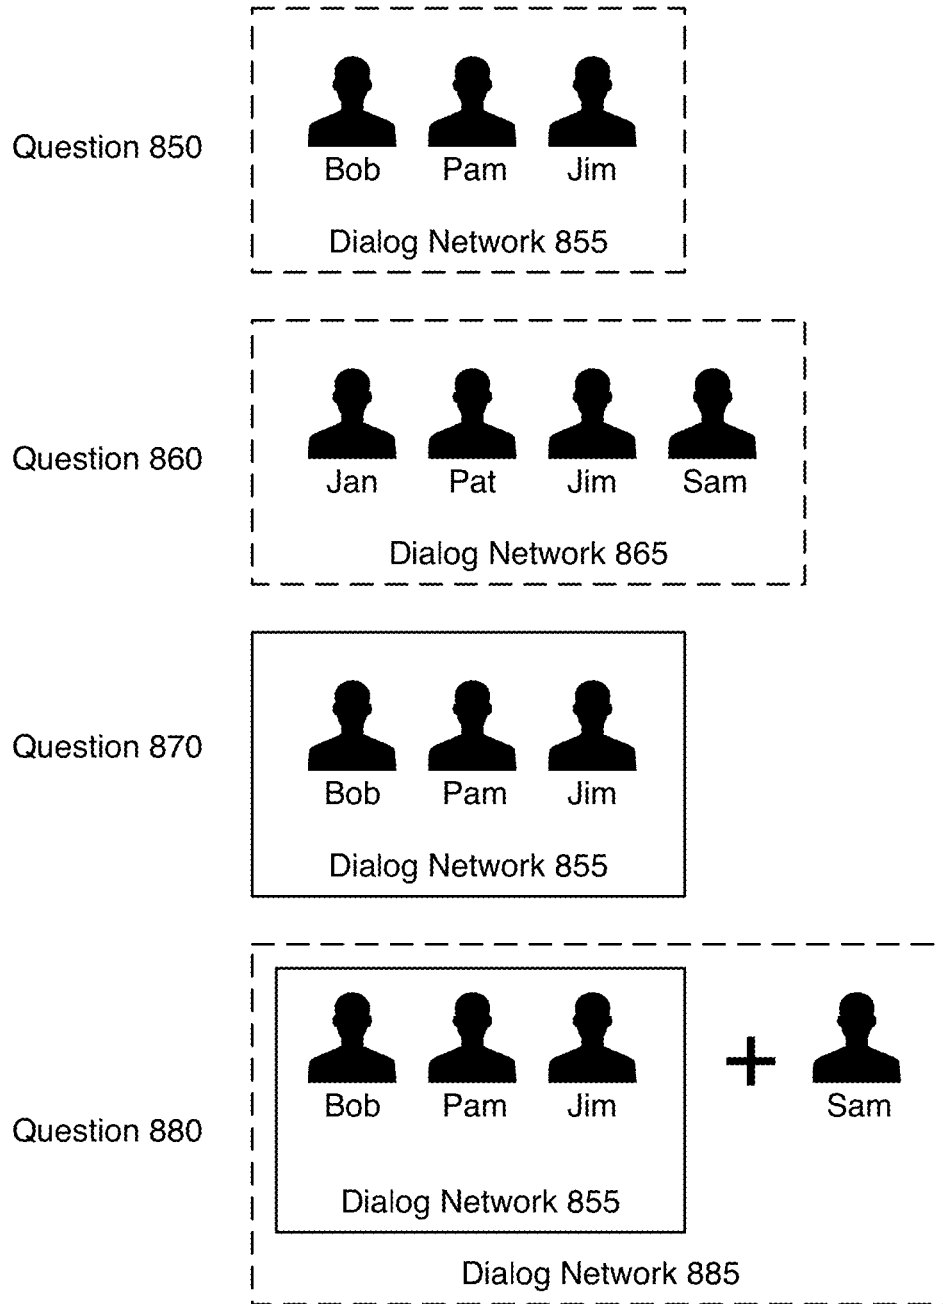 Question 850
Bob Pam Jim
Dialog Network 855
Question 860
Jan Pat Jim Sam
Dialog Network 865
Question 870
Bob Pam Jim
Dialog Network 855
Question 880
Bob Pam Jim + Sam
Dialog Network 855
Dialog Network 885